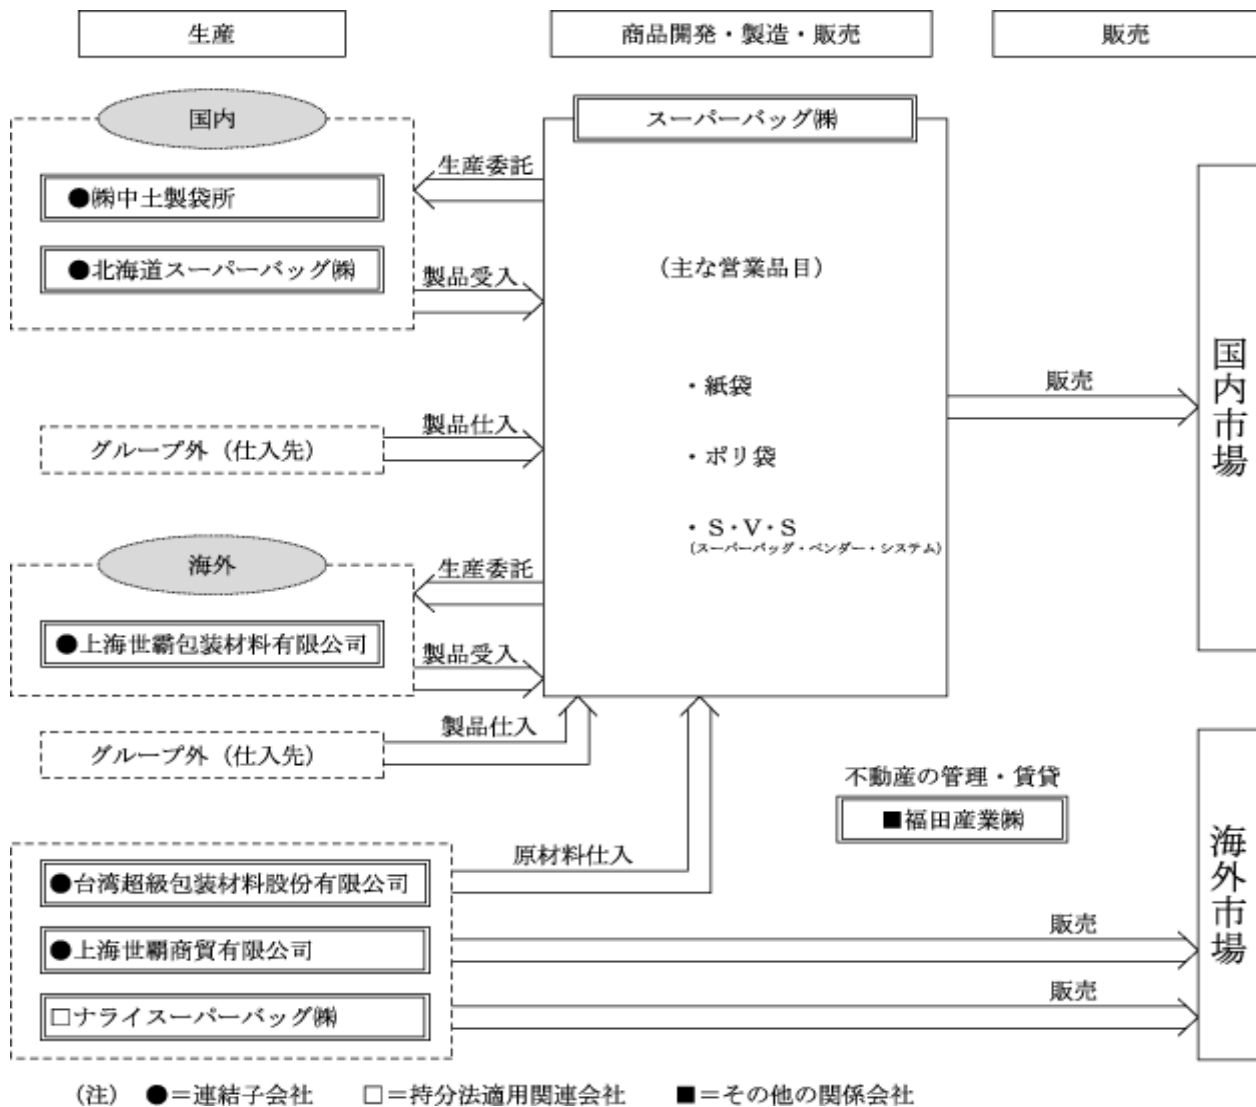 生産
商品開発・製造・販売
販売
国内
スーパーバッグ㈱
●㈱中土製袋所
●北海道スーパーバッグ㈱
生産委託
製品受入
(主な営業品目)
・紙袋
・ポリ袋
・S・V・S
(スーパーバッグ・ベンダー・システム)
グループ外(仕入先)
製品仕入
販売
国内市場
海外
●上海世霸包装材料有限公司
生産委託
製品受入
グループ外(仕入先)
製品仕入
不動産の管理・賃貸
■福田産業㈱
●台湾超級包装材料股份有限公司
●上海世覇商貿有限公司
□ナライスーパーバッグ㈱
原材料仕入
販売
販売
海外市場
(注) ●=連結子会社 □=持分法適用関連会社 ■=その他の関係会社